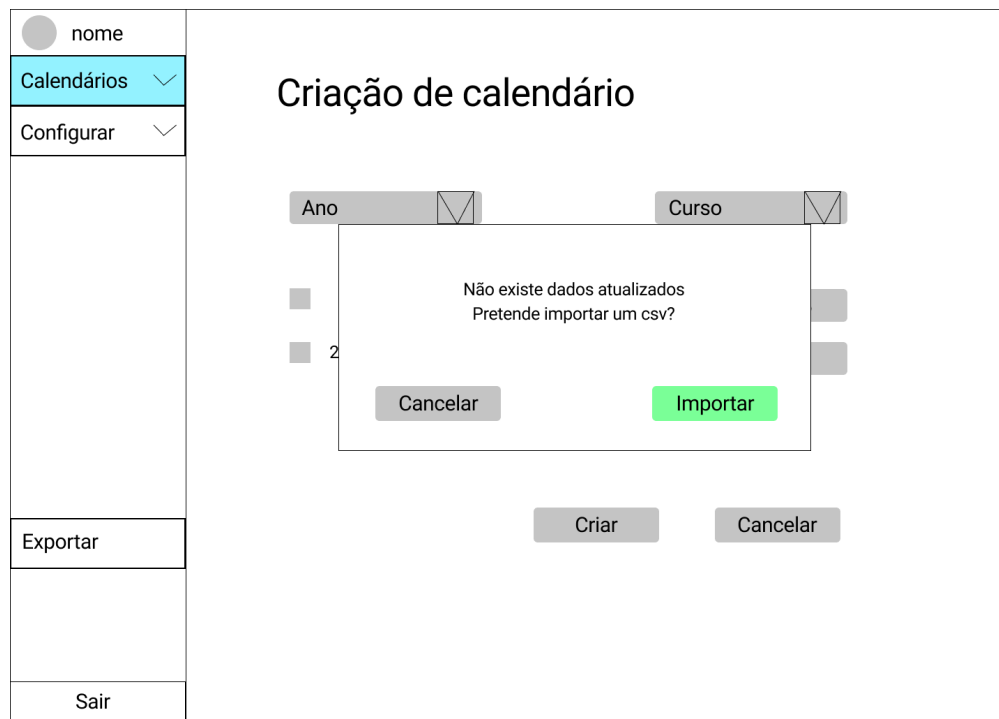 nome
Calendários
Configurar
Exportar
Sair
Criação de calendário
Ano
Curso
2
Não existe dados atualizados
Pretende importar um csv?
Cancelar
Importar
Criar
Cancelar